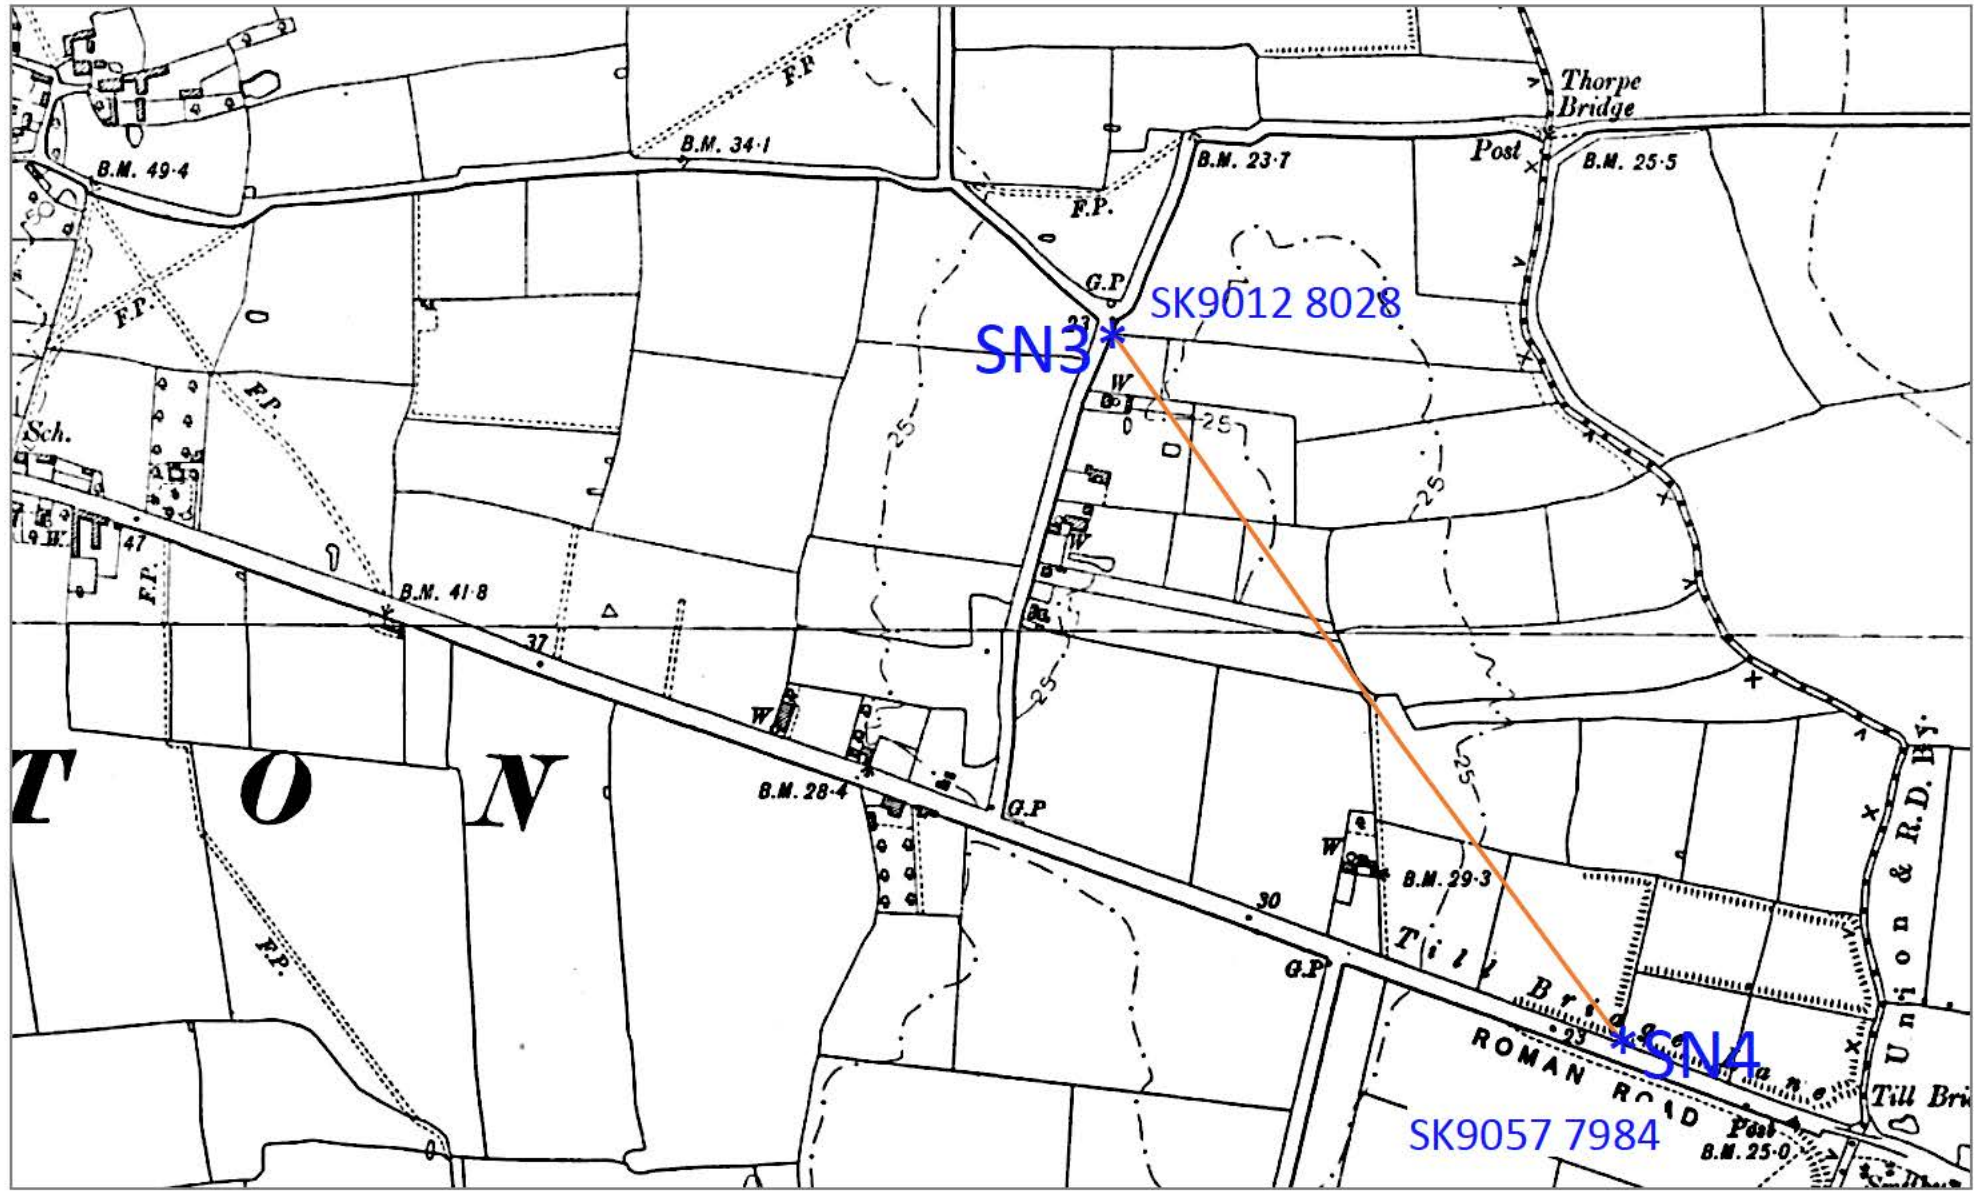 Thorpe
Bridge
F.P.
B.M. 34·1
B.M. 49·4
Post
B.M. 23·7
B.M. 25·5
F.P.
G.P
SK9012 8028
23
SN3
F.P.
F.P.
W
25
25
25
Sch.
W.
47
F.P.
W
B.M. 41·8
37
25
W
T O N
B.M. 28·4
G.P
25
W
B.M. 29·3
30
F.P.
G.P
Till Bridge Lane
23
SN4
ROMAN ROAD
Union & R.D. By.
Till Bri
SK9057 7984
Post
B.M. 25·0